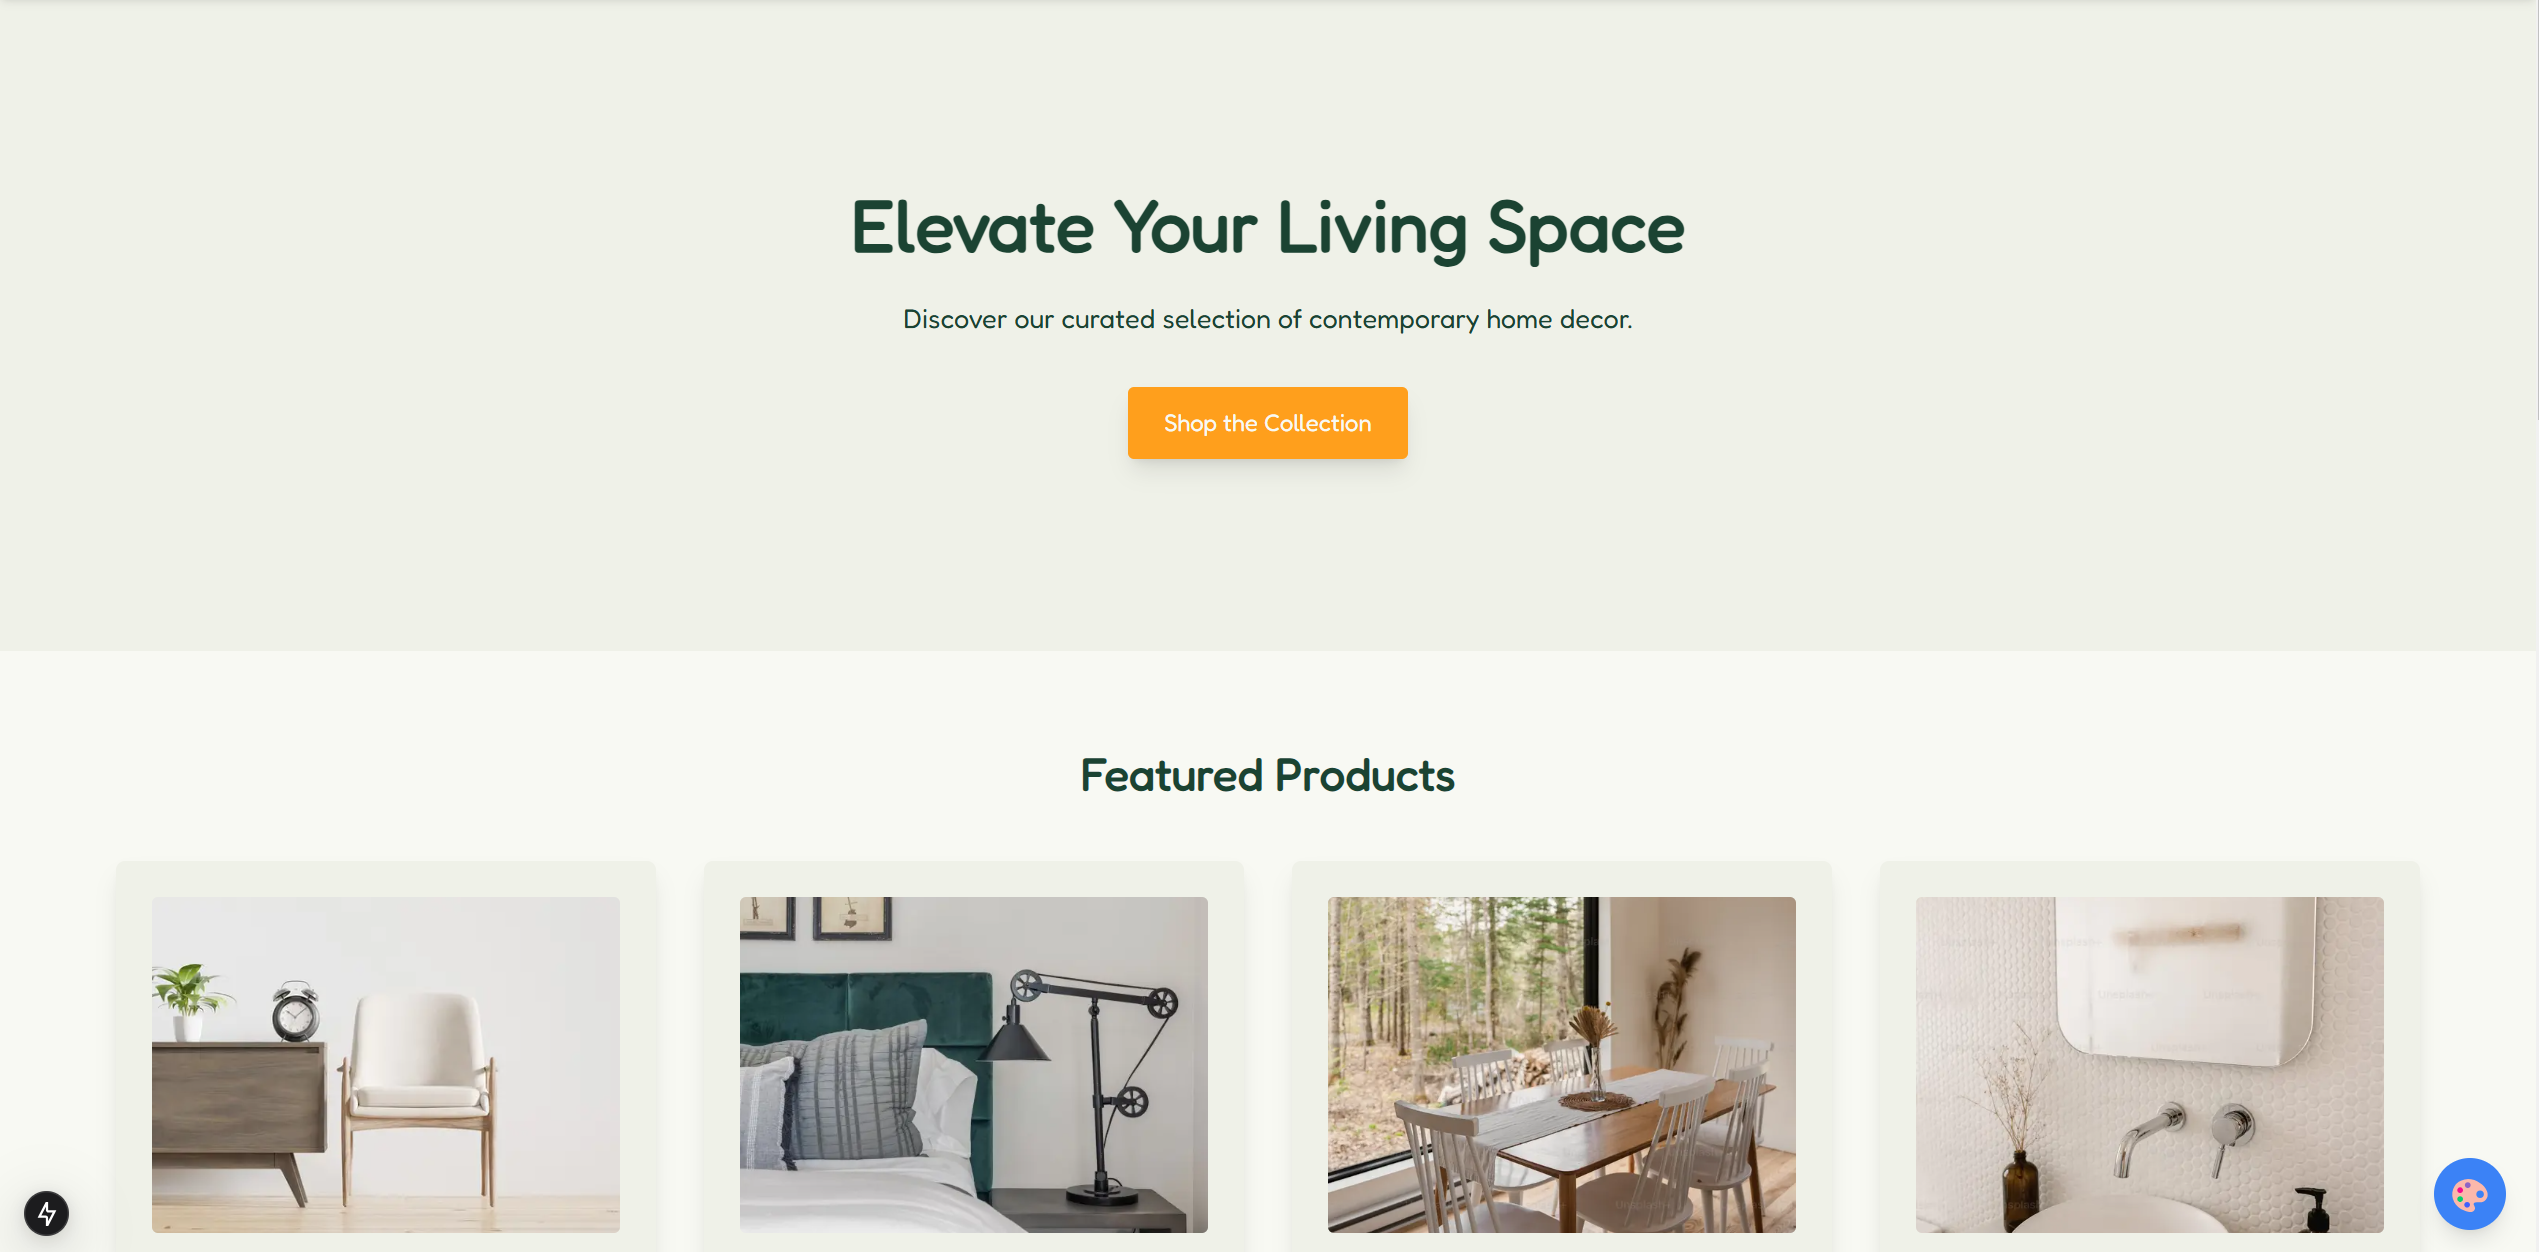 Elevate Your Living Space
Discover our curated selection of contemporary home decor.
Shop the Collection
Featured Products